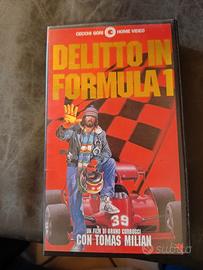 CECCHI GORI HOME VIDEO
DELITTO IN
FORMULA 1
39
UN FILM DI BRUNO CORBUCCI
CON TOMAS MILIAN
subito